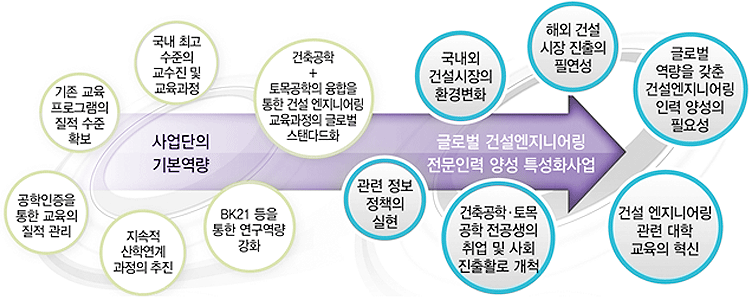 국내 최고
수준의
교수진 및
교육과정
기존 교육
프로그램의
질적 수준
확보
건축공학
+
토목공학의 융합을
통한 건설 엔지니어링
교육과정의 글로벌
스탠다드화
사업단의
기본역량
공학인증을
통한 교육의
질적 관리
지속적
산학연계
과정의 추진
BK21 등을
통한 연구역량
강화
국내외
건설시장의
환경변화
해외 건설
시장 진출의
필연성
글로벌
역량을 갖춘
건설엔지니어링
인력 양성의
필요성
글로벌 건설엔지니어링
전문인력 양성 특성화사업
관련 정보
정책의
실현
건축공학·토목
공학 전공생의
취업 및 사회
진출활로 개척
건설 엔지니어링
관련 대학
교육의 혁신